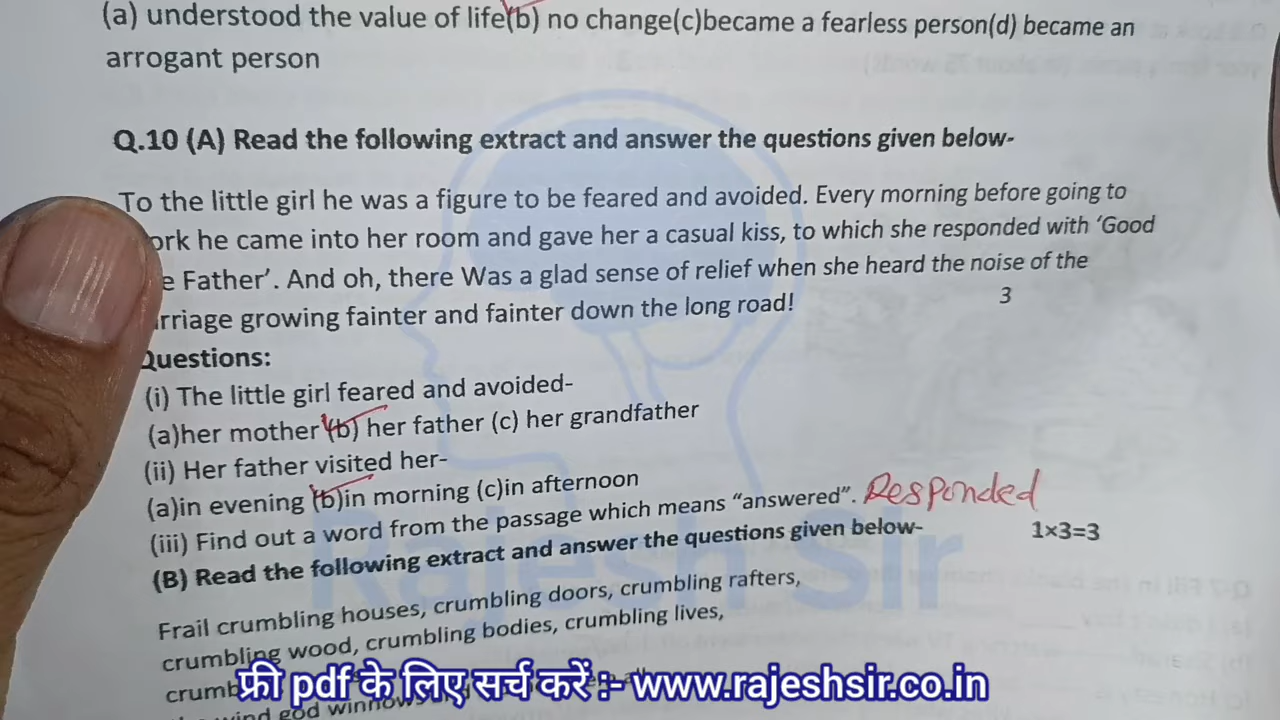 (a) understood the value of life(b) no change(c)became a fearless person(d) became an
arrogant person
Q.10 (A) Read the following extract and answer the questions given below-
To the little girl he was a figure to be feared and avoided. Every morning before going to
ork he came into her room and gave her a casual kiss, to which she responded with ‘Good
e Father’. And oh, there Was a glad sense of relief when she heard the noise of the
rriage growing fainter and fainter down the long road!
3
Questions:
(i) The little girl feared and avoided-
(a)her mother (b) her father (c) her grandfather
(ii) Her father visited her-
(a)in evening (b)in morning (c)in afternoon
(iii) Find out a word from the passage which means “answered”. Responded
1×3=3
(B) Read the following extract and answer the questions given below-
Frail crumbling houses, crumbling doors, crumbling rafters,
crumbling wood, crumbling bodies, crumbling lives,
crumb
wind god winnows
फ्री pdf के लिए सर्च करें :- www.rajeshsir.co.in
Rajesh Sir